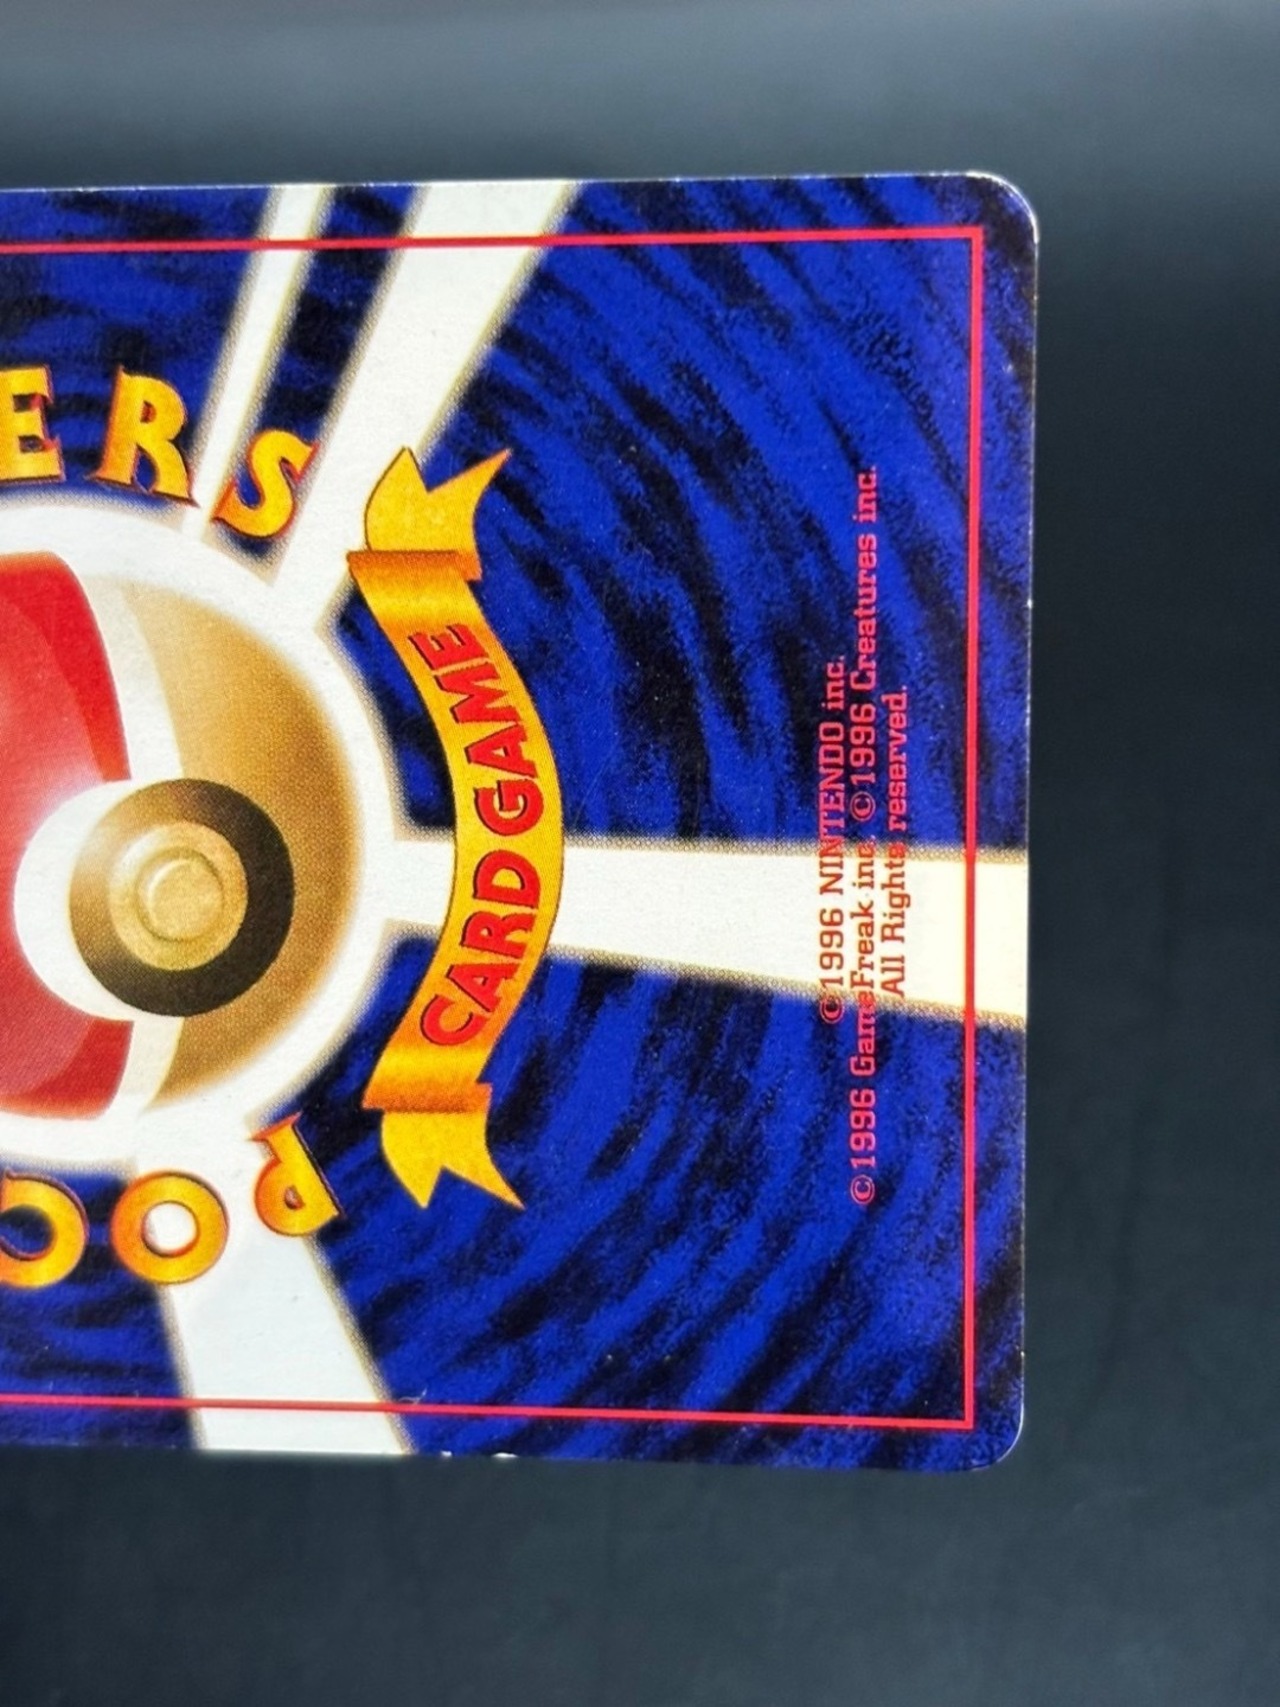 POC
ERS
CARD GAME
©1996 NINTENDO inc.
©1996 GameFreak inc. ©1996 Creatures inc.
All Rights reserved.